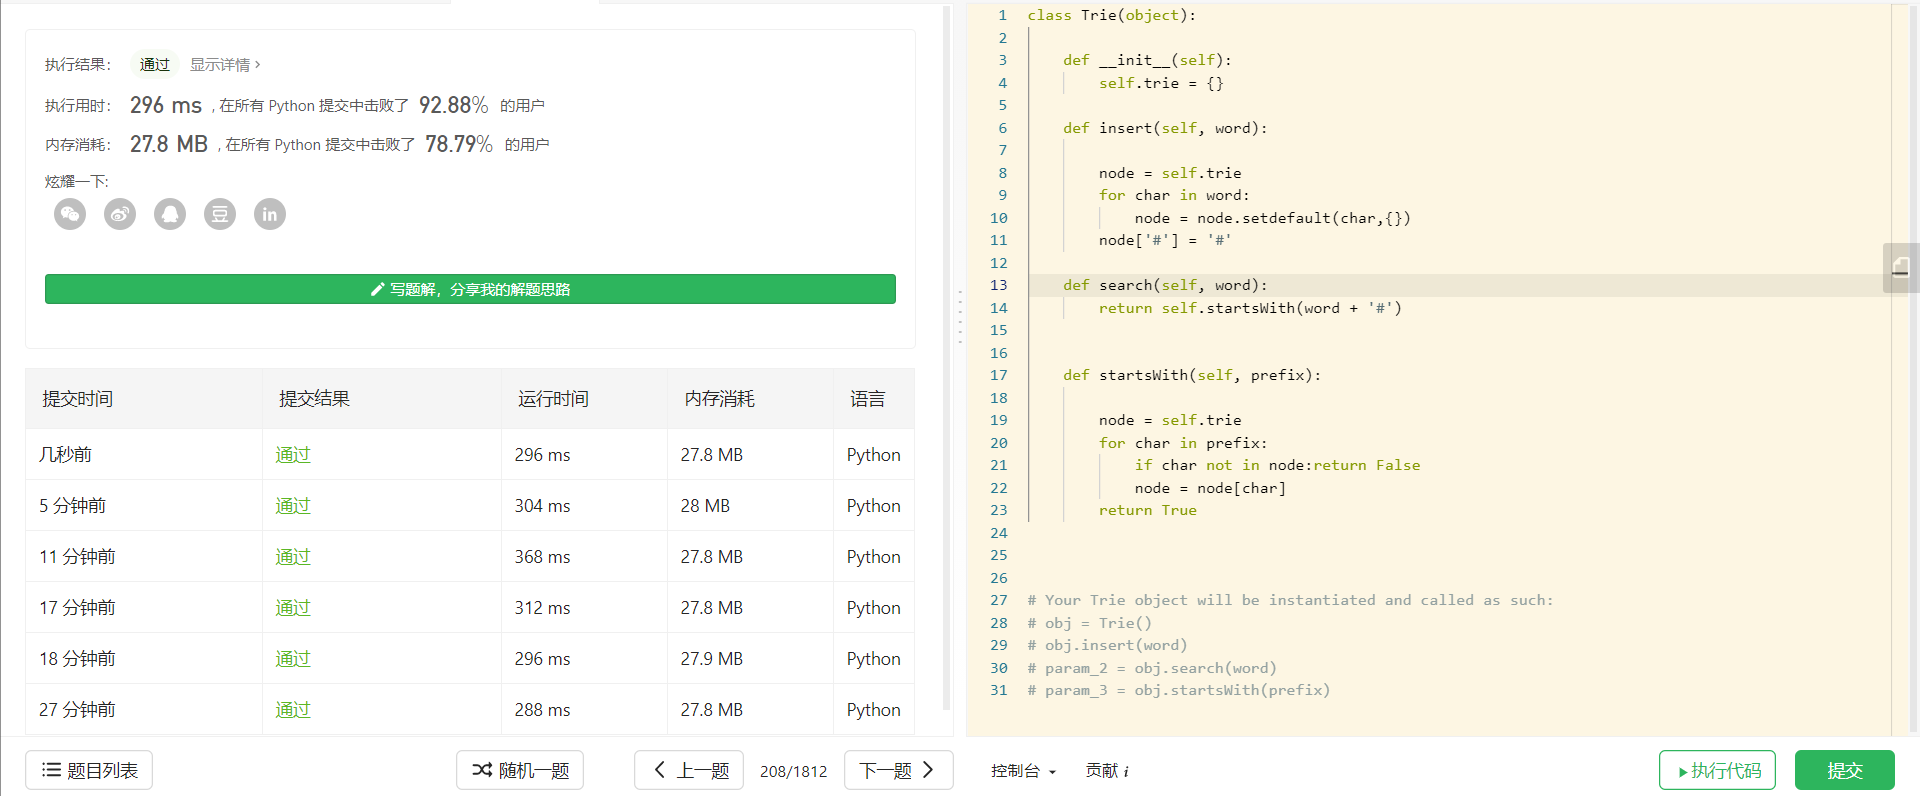 执行结果： 通过 显示详情 ›
执行用时： 296 ms , 在所有 Python 提交中击败了 92.88% 的用户
内存消耗： 27.8 MB , 在所有 Python 提交中击败了 78.79% 的用户
炫耀一下:
豆 in
写题解，分享我的解题思路
提交时间 提交结果 运行时间 内存消耗 语言
几秒前 通过 296 ms 27.8 MB Python
5 分钟前 通过 304 ms 28 MB Python
11 分钟前 通过 368 ms 27.8 MB Python
17 分钟前 通过 312 ms 27.8 MB Python
18 分钟前 通过 296 ms 27.9 MB Python
27 分钟前 通过 288 ms 27.8 MB Python
题目列表 随机一题 上一题 208/1812 下一题
1 class Trie(object):
2
3     def __init__(self):
4         self.trie = {}
5
6     def insert(self, word):
7
8         node = self.trie
9         for char in word:
10             node = node.setdefault(char,{})
11         node['#'] = '#'
12
13     def search(self, word):
14         return self.startsWith(word + '#')
15
16
17     def startsWith(self, prefix):
18
19         node = self.trie
20         for char in prefix:
21             if char not in node:return False
22             node = node[char]
23         return True
24
25
26
27 # Your Trie object will be instantiated and called as such:
28 # obj = Trie()
29 # obj.insert(word)
30 # param_2 = obj.search(word)
31 # param_3 = obj.startsWith(prefix)
控制台 贡献 i 执行代码 提交